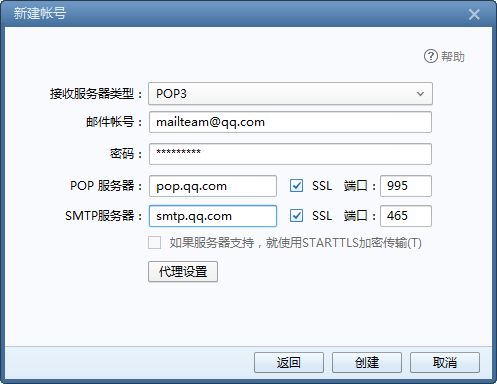 新建帐号
帮助
接收服务器类型： POP3
邮件帐号： mailteam@qq.com
密码： *********
POP 服务器： pop.qq.com SSL 端口： 995
SMTP服务器： smtp.qq.com SSL 端口： 465
如果服务器支持，就使用STARTTLS加密传输(T)
代理设置
返回 创建 取消